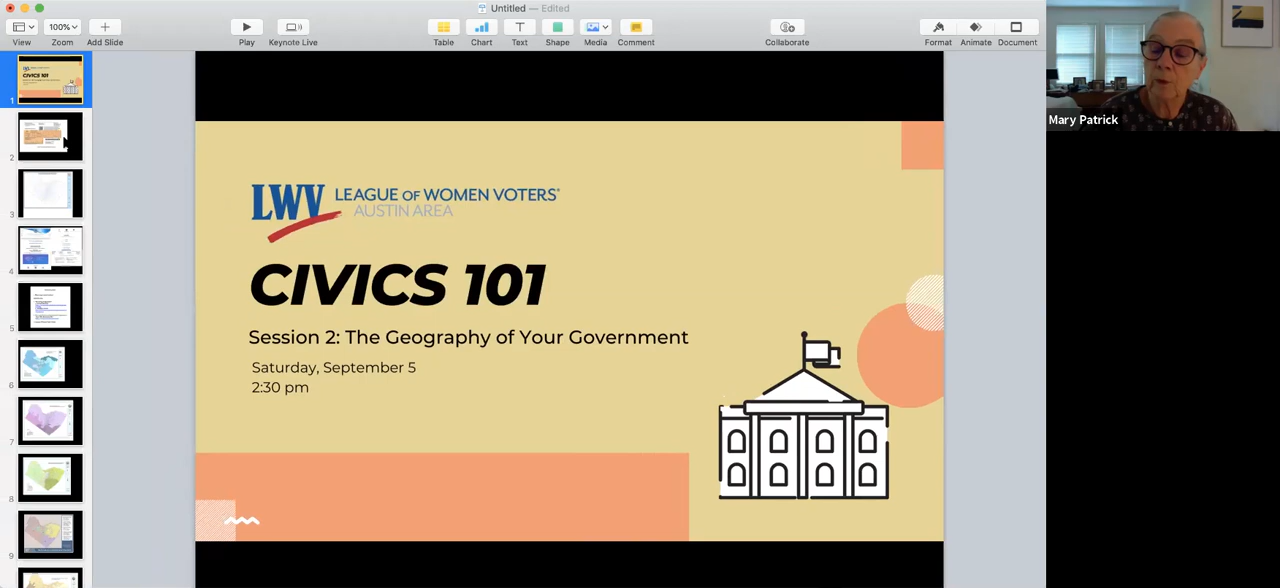 Untitled — Edited
100%
View
Zoom
Add Slide
Play
Keynote Live
Table
Chart
Text
Shape
Media
Comment
Collaborate
Format
Animate
Document
Mary Patrick
CIVICS 101
1
2
3
4
5
6
7
8
9
LWV LEAGUE OF WOMEN VOTERS®
AUSTIN AREA
CIVICS 101
Session 2: The Geography of Your Government
Saturday, September 5
2:30 pm